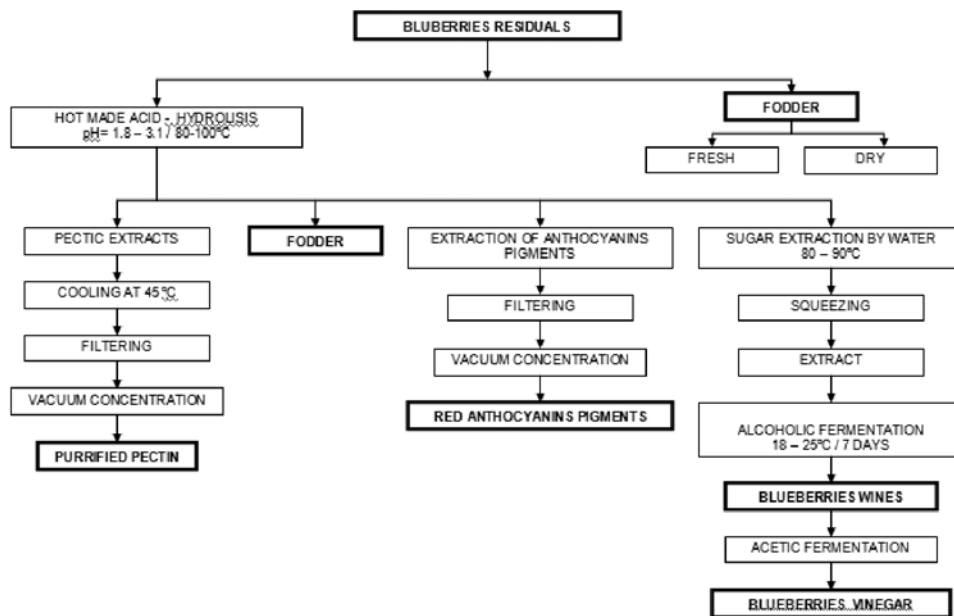 BLUBERRIES RESIDUALS
HOT MADE ACID - HYDROLISIS
pH= 1.8 – 3.1 / 80-100ºC
FODDER
FRESH
DRY
PECTIC EXTRACTS
FODDER
EXTRACTION OF ANTHOCYANINS
PIGMENTS
SUGAR EXTRACTION BY WATER
80 – 90ºC
COOLING AT 45ºC
FILTERING
SQUEEZING
FILTERING
VACUUM CONCENTRATION
EXTRACT
VACUUM CONCENTRATION
RED ANTHOCYANINS PIGMENTS
ALCOHOLIC FERMENTATION
18 – 25ºC / 7 DAYS
PURRIFIED PECTIN
BLUEBERRIES WINES
ACETIC FERMENTATION
BLUEBERRIES VINEGAR